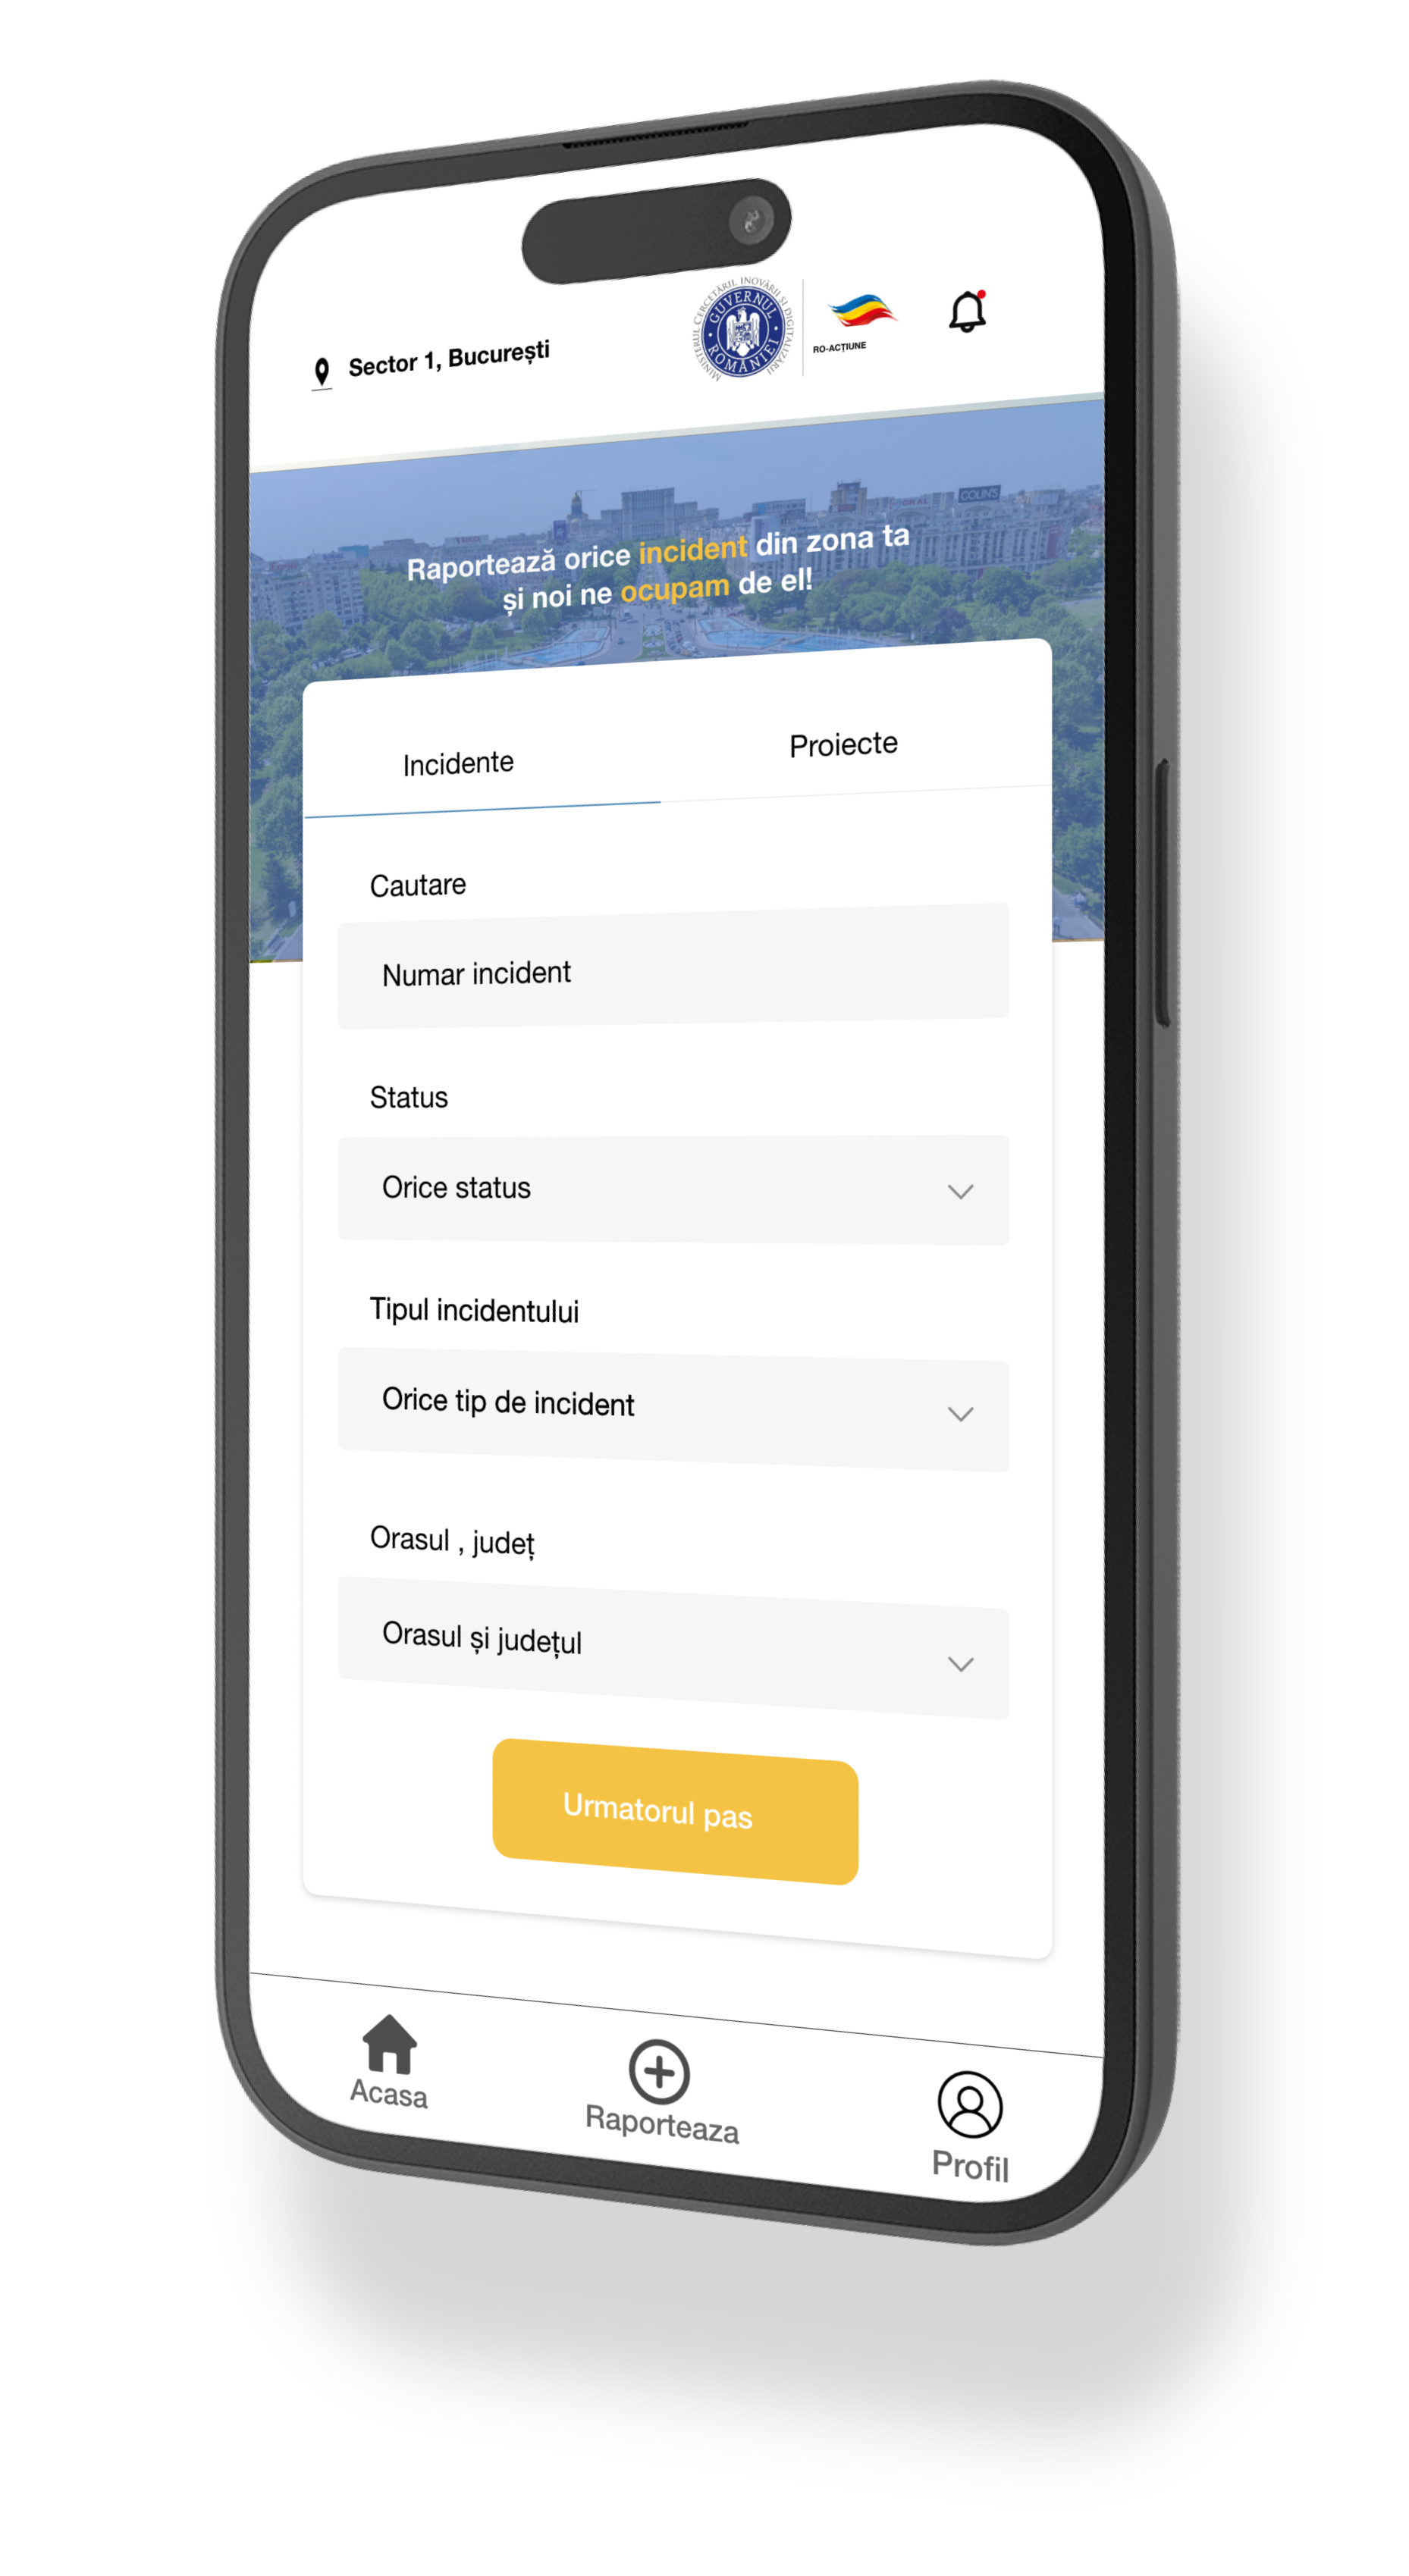 Sector 1, București
MINISTERUL CERCETĂRII, INOVĂRII ȘI DIGITALIZĂRII
GUVERNUL ROMÂNIEI
RO-ACȚIUNE
COLIN'S
Raportează orice incident din zona ta
și noi ne ocupam de el!
Incidente
Proiecte
Cautare
Numar incident
Status
Orice status
Tipul incidentului
Orice tip de incident
Orasul , județ
Orasul și județul
Urmatorul pas
Acasa
Raporteaza
Profil